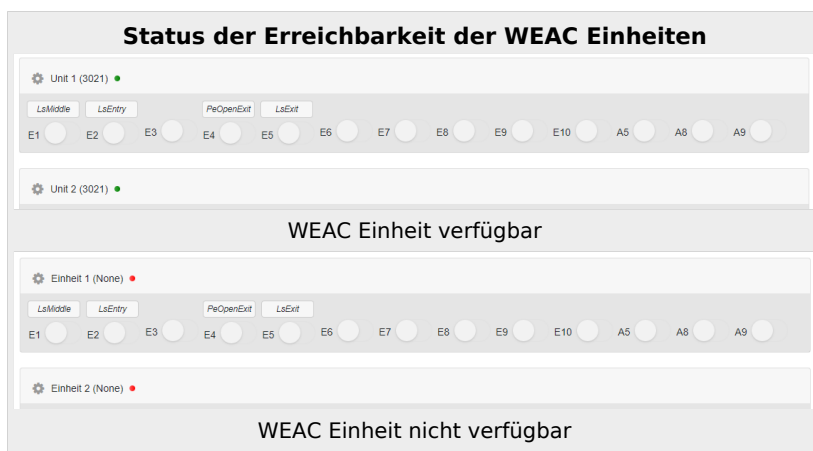 Status der Erreichbarkeit der WEAC Einheiten
Unit 1 (3021)
LsMiddle LsEntry PeOpenExit LsExit
E1 E2 E3 E4 E5 E6 E7 E8 E9 E10 A5 A8 A9
Unit 2 (3021)
WEAC Einheit verfügbar
Einheit 1 (None)
LsMiddle LsEntry PeOpenExit LsExit
E1 E2 E3 E4 E5 E6 E7 E8 E9 E10 A5 A8 A9
Einheit 2 (None)
WEAC Einheit nicht verfügbar